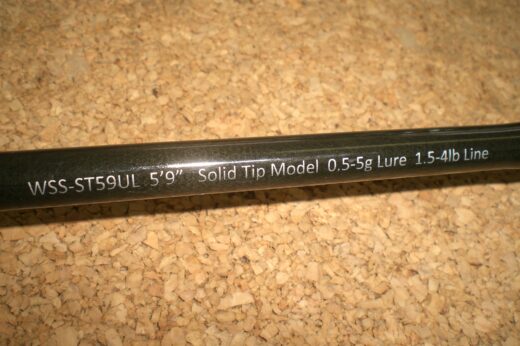 WSS-ST59UL 5'9” Solid Tip Model 0.5-5g Lure 1.5-4lb Line